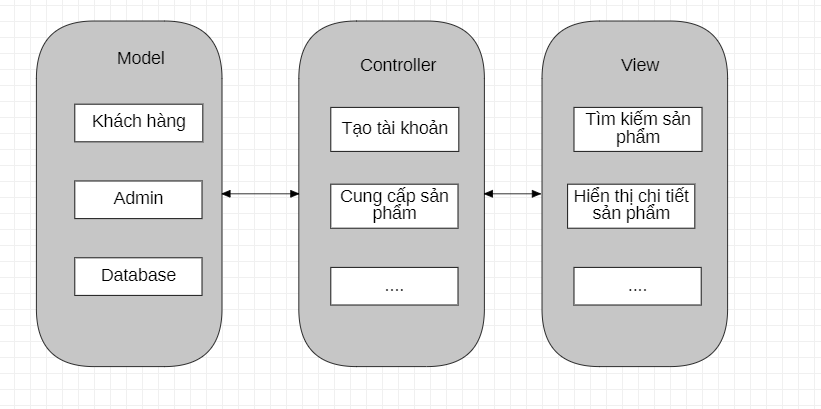 Model
Khách hàng
Admin
Database
Controller
Tạo tài khoản
Cung cấp sản
phẩm
....
View
Tìm kiếm sản
phẩm
Hiển thị chi tiết
sản phẩm
....